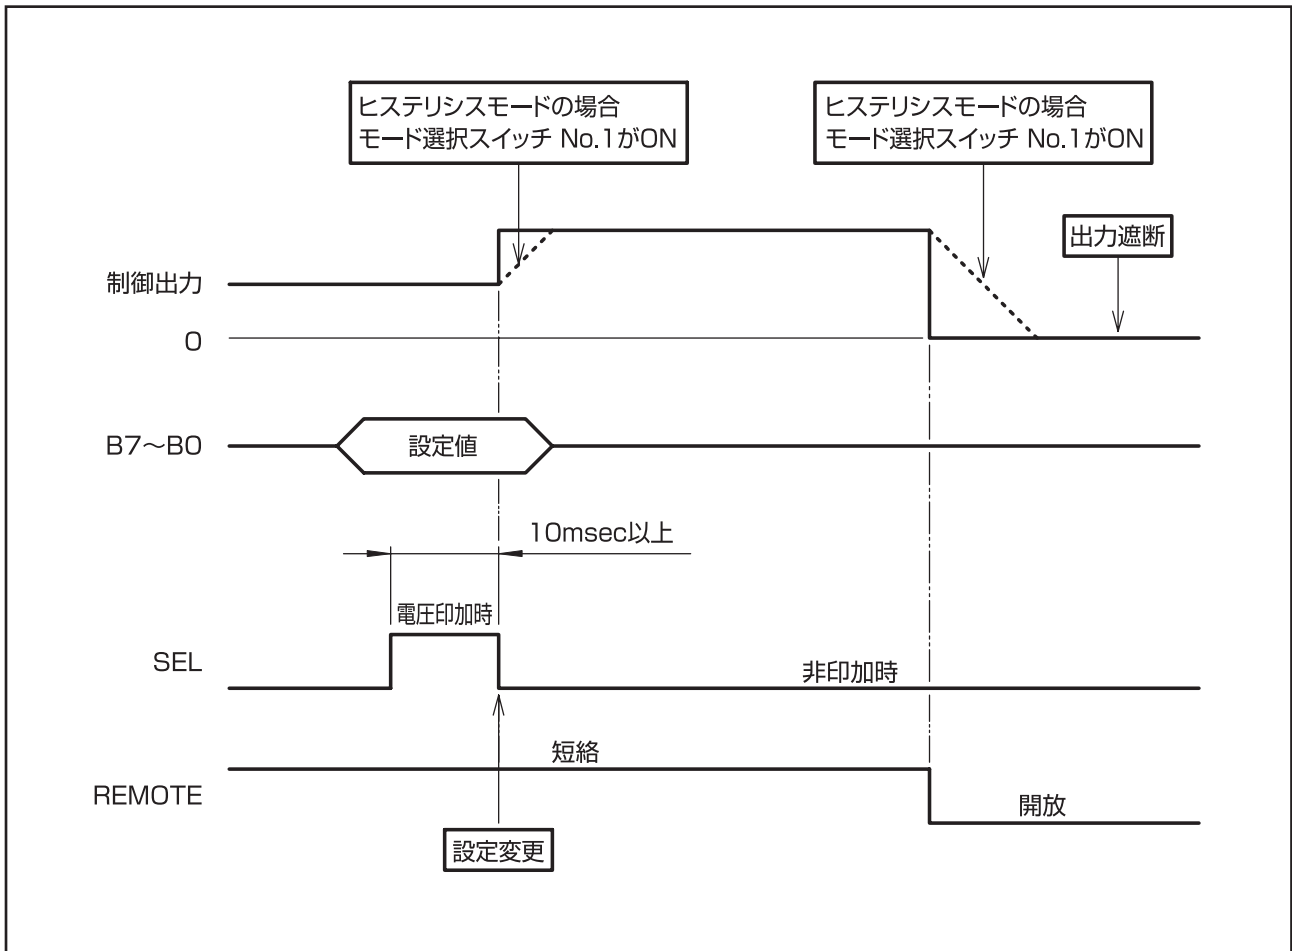 ヒステリシスモードの場合
モード選択スイッチ No.1がON
ヒステリシスモードの場合
モード選択スイッチ No.1がON
出力遮断
制御出力
0
B7～B0
設定値
10msec以上
電圧印加時
SEL
非印加時
短絡
REMOTE
開放
設定変更